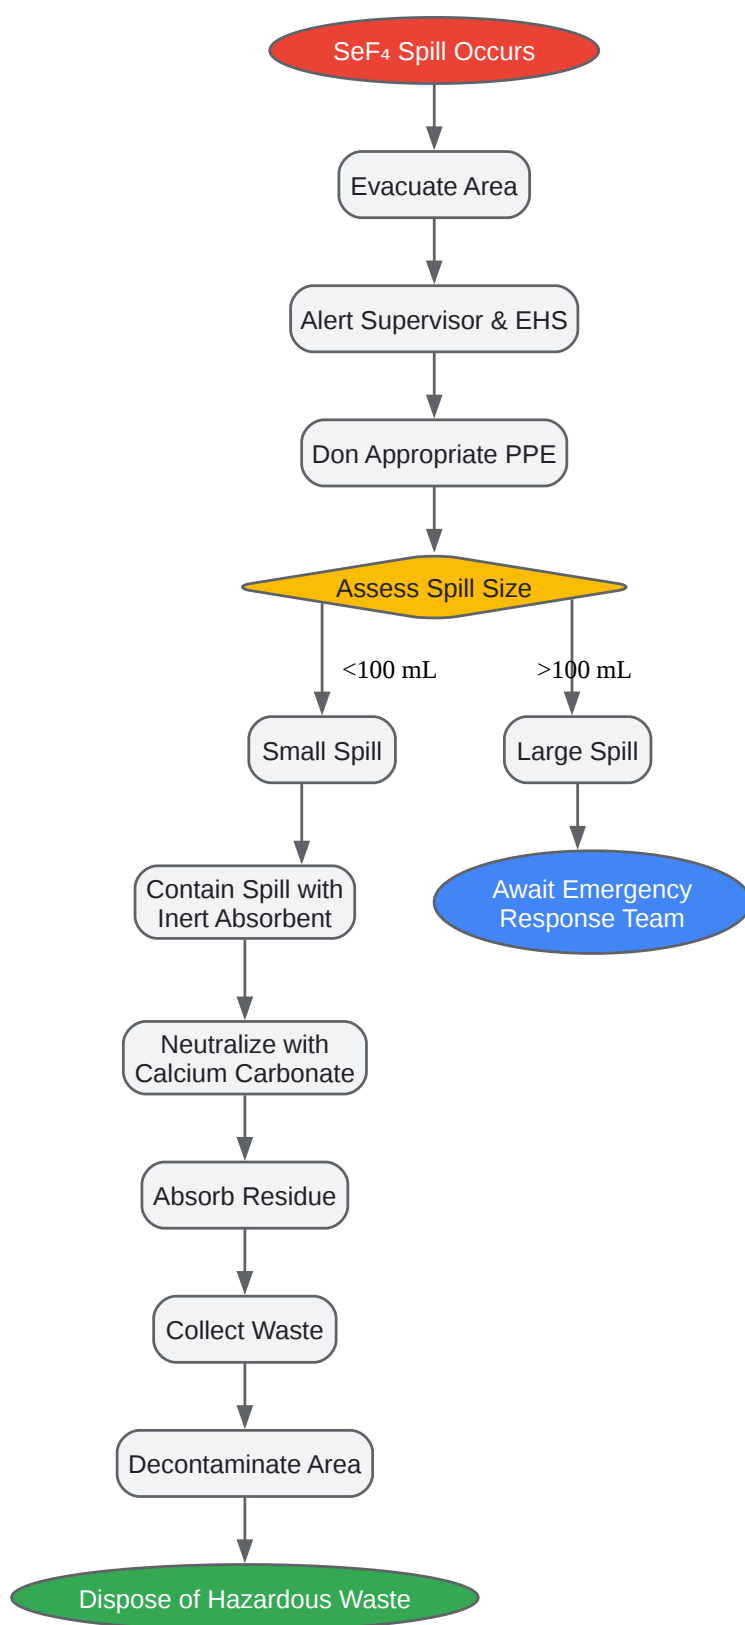 SeF₄ Spill Occurs
Evacuate Area
Alert Supervisor & EHS
Don Appropriate PPE
Assess Spill Size
<100 mL
>100 mL
Small Spill
Large Spill
Contain Spill with
Inert Absorbent
Await Emergency
Response Team
Neutralize with
Calcium Carbonate
Absorb Residue
Collect Waste
Decontaminate Area
Dispose of Hazardous Waste